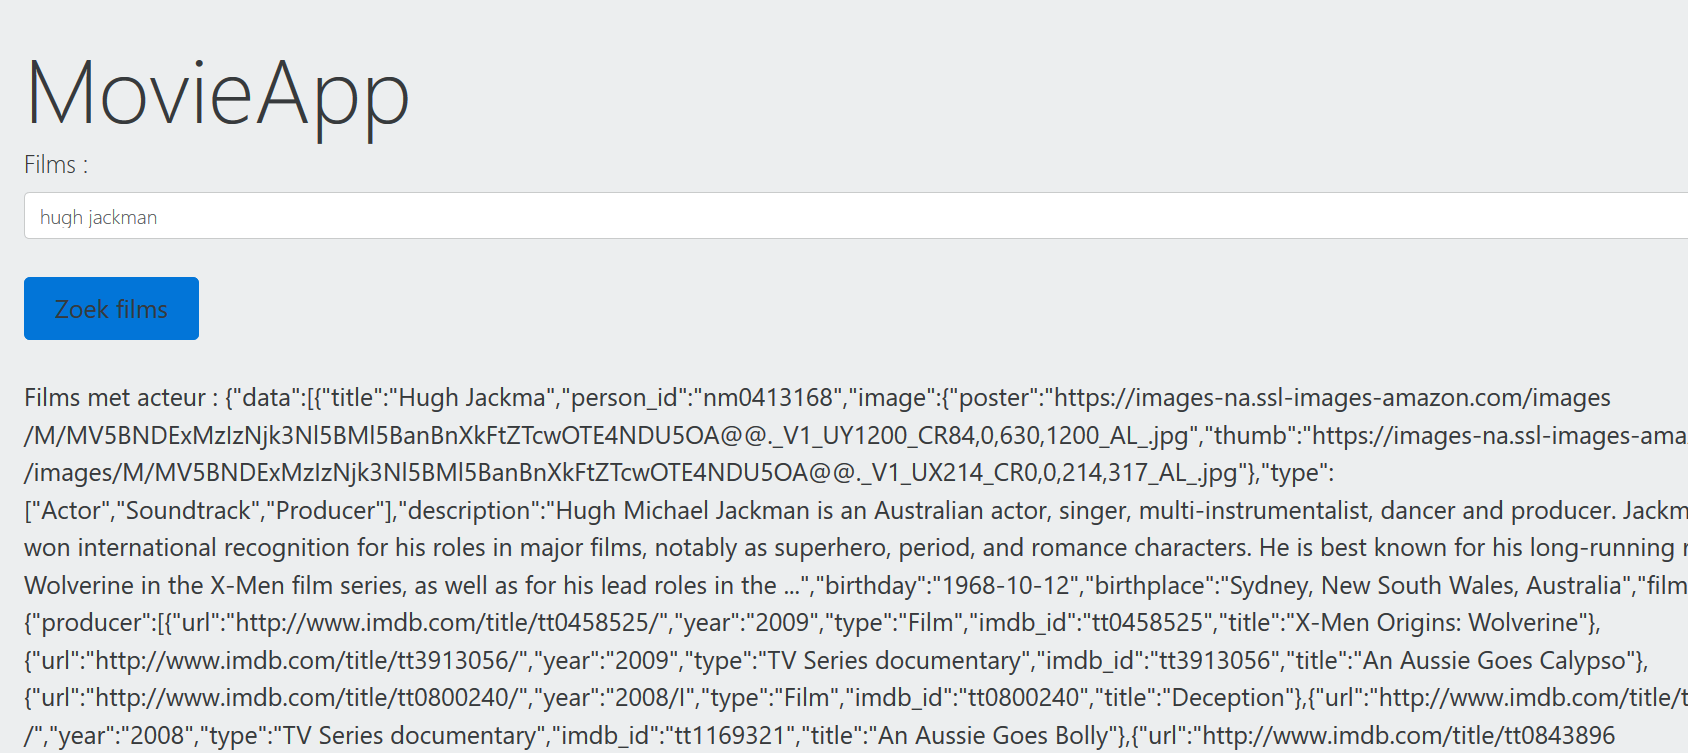 MovieApp
Films :
hugh jackman
Zoek films
Films met acteur : {"data":[{"title":"Hugh Jackma","person_id":"nm0413168","image":{"poster":"https://images-na.ssl-images-amazon.com/images
/M/MV5BNDExMzIzNjk3Nl5BMl5BanBnXkFtZTcwOTE4NDU5OA@@._V1_UY1200_CR84,0,630,1200_AL_.jpg","thumb":"https://images-na.ssl-images-ama
/images/M/MV5BNDExMzIzNjk3Nl5BMl5BanBnXkFtZTcwOTE4NDU5OA@@._V1_UX214_CR0,0,214,317_AL_.jpg"},"type":
["Actor","Soundtrack","Producer"],"description":"Hugh Michael Jackman is an Australian actor, singer, multi-instrumentalist, dancer and producer. Jackm
won international recognition for his roles in major films, notably as superhero, period, and romance characters. He is best known for his long-running
Wolverine in the X-Men film series, as well as for his lead roles in the ...","birthday":"1968-10-12","birthplace":"Sydney, New South Wales, Australia","film
{"producer":[{"url":"http://www.imdb.com/title/tt0458525/","year":"2009","type":"Film","imdb_id":"tt0458525","title":"X-Men Origins: Wolverine"},
{"url":"http://www.imdb.com/title/tt3913056/","year":"2009","type":"TV Series documentary","imdb_id":"tt3913056","title":"An Aussie Goes Calypso"},
{"url":"http://www.imdb.com/title/tt0800240/","year":"2008/I","type":"Film","imdb_id":"tt0800240","title":"Deception"},{"url":"http://www.imdb.com/title/t
/","year":"2008","type":"TV Series documentary","imdb_id":"tt1169321","title":"An Aussie Goes Bolly"},{"url":"http://www.imdb.com/title/tt0843896